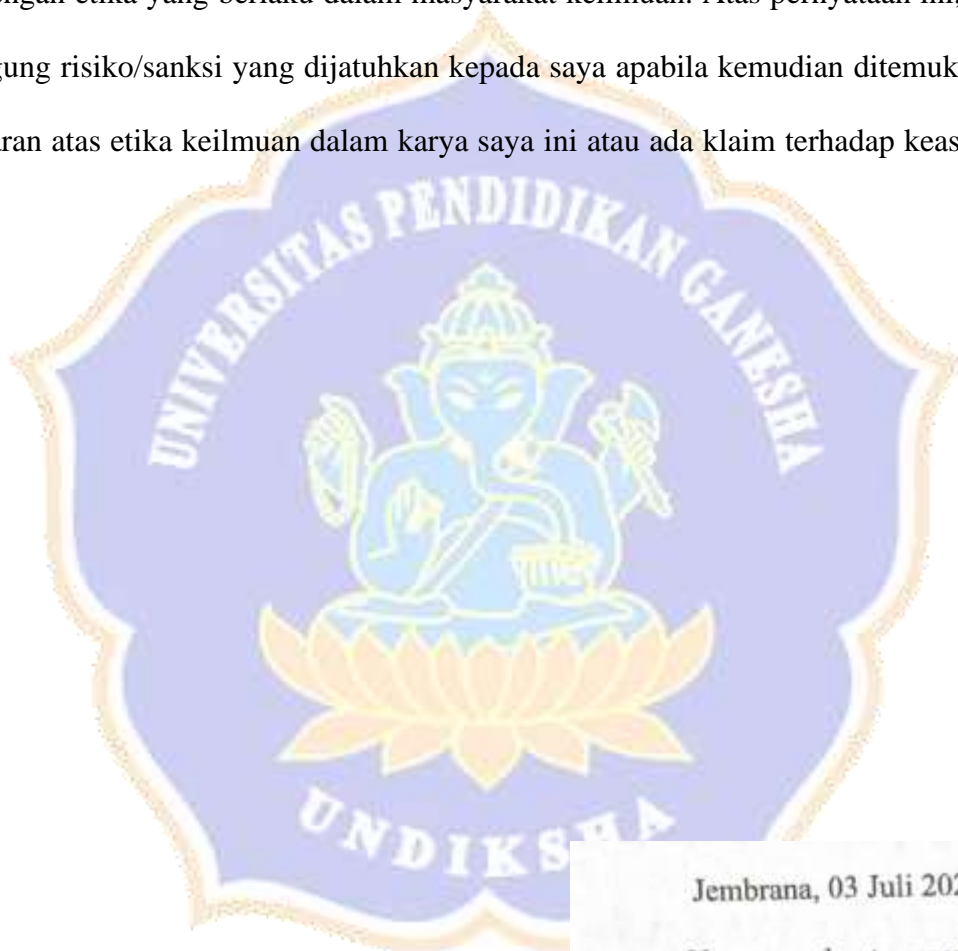 ngan etika yang berlaku dalam masyarakat keilmuan. Atas pernyataan ini,
gung risiko/sanksi yang dijatuhkan kepada saya apabila kemudian ditemuk
ran atas etika keilmuan dalam karya saya ini atau ada klaim terhadap keas
UNIVERSITAS PENDIDIKAN GANESHA
UNDIKSHA
Jembrana, 03 Juli 202